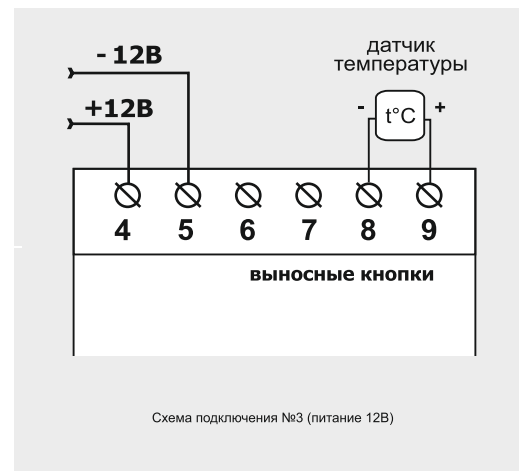 - 12В
датчик
температуры
+12В
- t°C +
4 5 6 7 8 9
выносные кнопки
Схема подключения №3 (питание 12В)